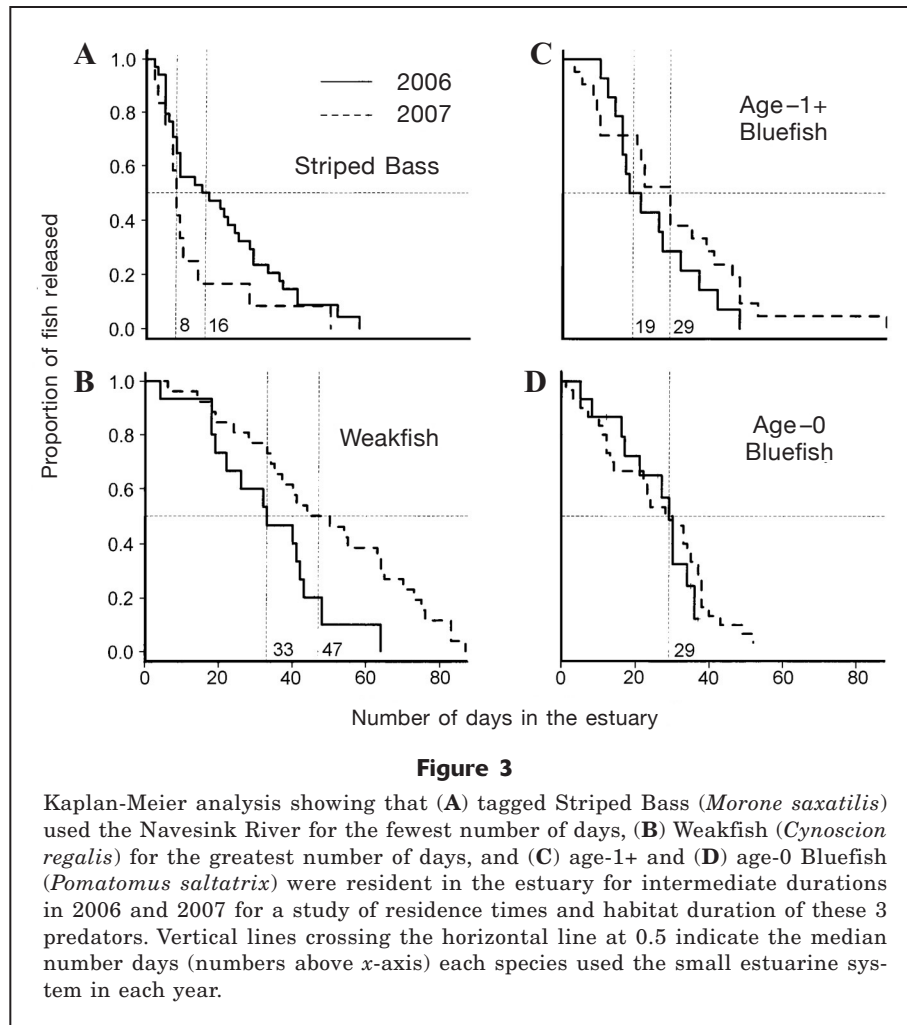 A
1.0
0.8
0.6
0.4
0.2
0.0
2006
2007
Striped Bass
8
16
C
Age–1+
Bluefish
19
29
B
1.0
0.8
0.6
0.4
0.2
0.0
Weakfish
33
47
0
20
40
60
80
D
Age–0
Bluefish
29
0
20
40
60
80
Proportion of fish released
Number of days in the estuary
Figure 3
Kaplan-Meier analysis showing that (A) tagged Striped Bass (Morone saxatilis)
used the Navesink River for the fewest number of days, (B) Weakfish (Cynoscion
regalis) for the greatest number of days, and (C) age-1+ and (D) age-0 Bluefish
(Pomatomus saltatrix) were resident in the estuary for intermediate durations
in 2006 and 2007 for a study of residence times and habitat duration of these 3
predators. Vertical lines crossing the horizontal line at 0.5 indicate the median
number days (numbers above x-axis) each species used the small estuarine sys-
tem in each year.